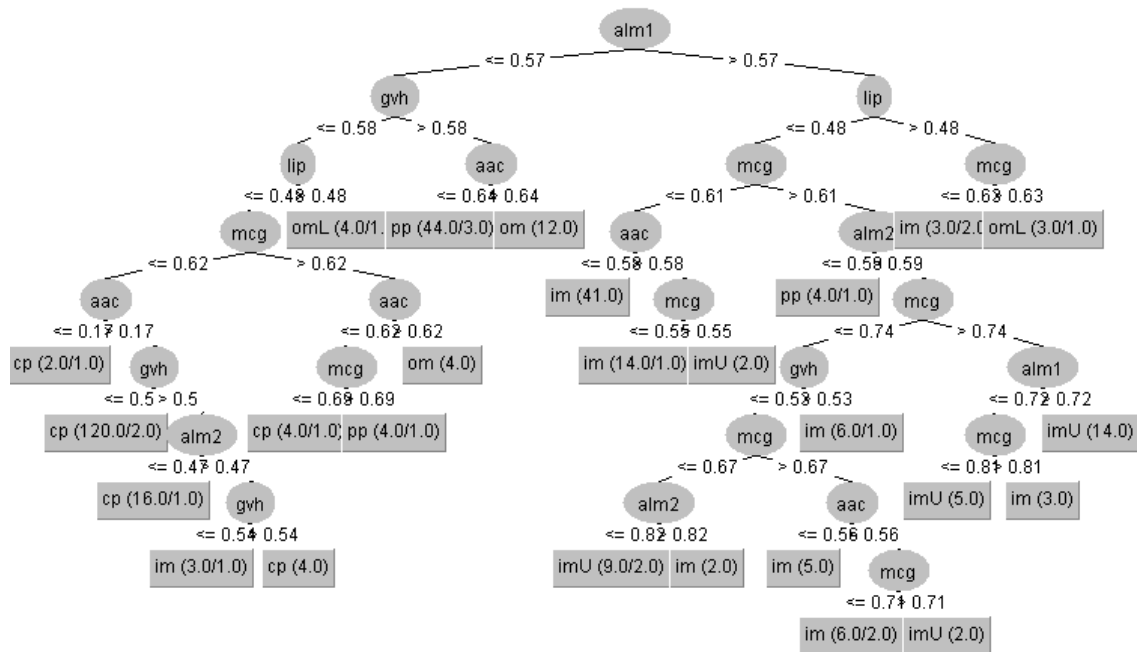 alm1
<= 0.57 > 0.57
gvh lip
<= 0.58 > 0.58 <= 0.48 > 0.48
lip aac mcg mcg
<= 0.48 > 0.48 <= 0.64 > 0.64 <= 0.61 > 0.61 <= 0.63 > 0.63
mcg omL (4.0/1. pp (44.0/3.0) om (12.0) aac alm2 im (3.0/2.0 omL (3.0/1.0)
<= 0.62 > 0.62 <= 0.58 > 0.58 <= 0.59 > 0.59
aac aac im (41.0) mcg pp (4.0/1.0) mcg
<= 0.17 > 0.17 <= 0.62 > 0.62 <= 0.55 > 0.55 <= 0.74 > 0.74
cp (2.0/1.0) gvh mcg om (4.0) im (14.0/1.0) imU (2.0) gvh alm1
<= 0.5 > 0.5 <= 0.69 > 0.69 <= 0.53 > 0.53 <= 0.72 > 0.72
cp (120.0/2.0) alm2 cp (4.0/1.0) pp (4.0/1.0) mcg im (6.0/1.0) mcg imU (14.0)
<= 0.47 > 0.47 <= 0.67 > 0.67 <= 0.81 > 0.81
cp (16.0/1.0) gvh alm2 aac imU (5.0) im (3.0)
<= 0.54 > 0.54 <= 0.82 > 0.82 <= 0.56 > 0.56
im (3.0/1.0) cp (4.0) imU (9.0/2.0) im (2.0) im (5.0) mcg
<= 0.71 > 0.71
im (6.0/2.0) imU (2.0)